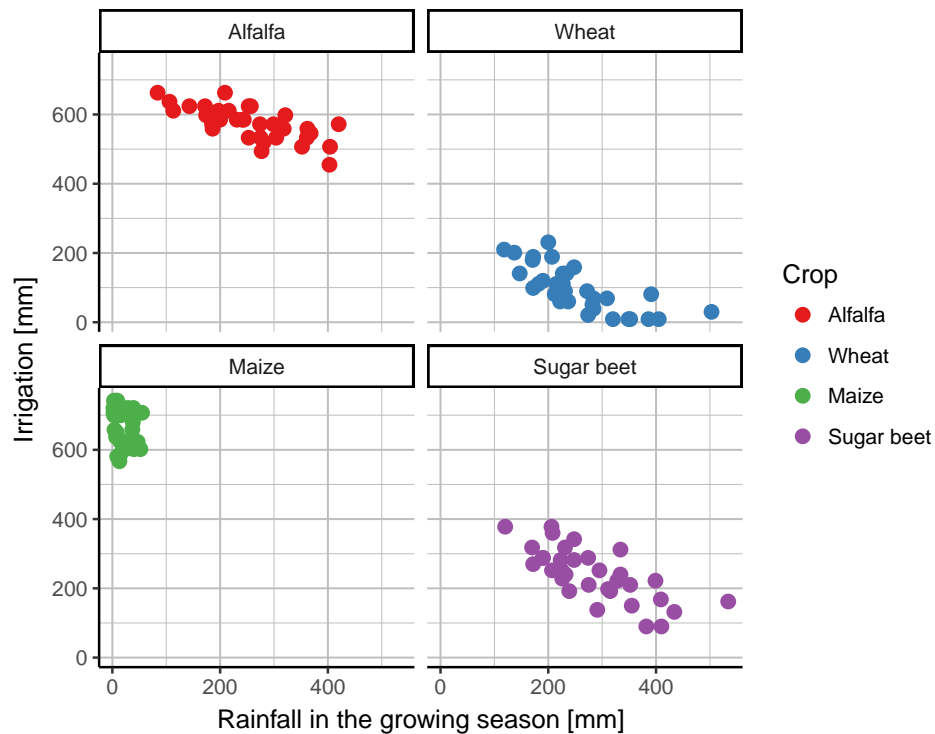 Alfalfa
Wheat
600
400
200
0
Maize
Sugar beet
600
400
200
0
0
200
400
0
200
400
Rainfall in the growing season [mm]
Irrigation [mm]
Crop
Alfalfa
Wheat
Maize
Sugar beet